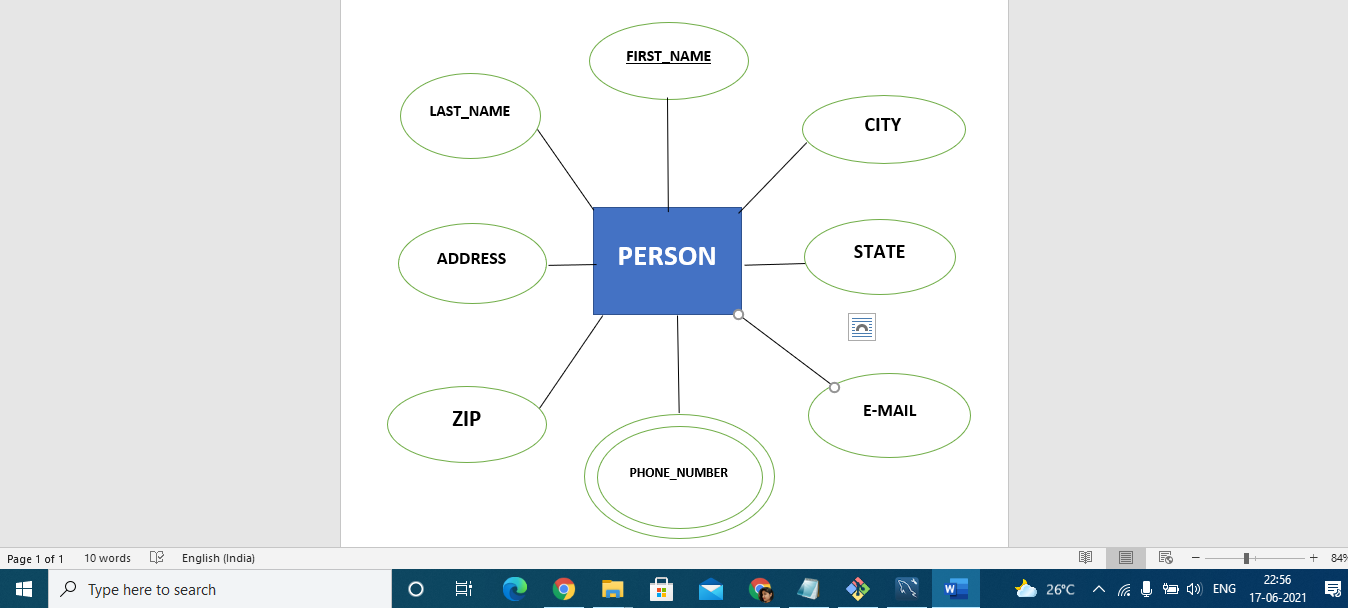 FIRST_NAME
LAST_NAME
CITY
PERSON
STATE
ADDRESS
ZIP
E-MAIL
PHONE_NUMBER
Page 1 of 1
10 words
English (India)
84%
Type here to search
W
26°C
ENG
22:56
17-06-2021